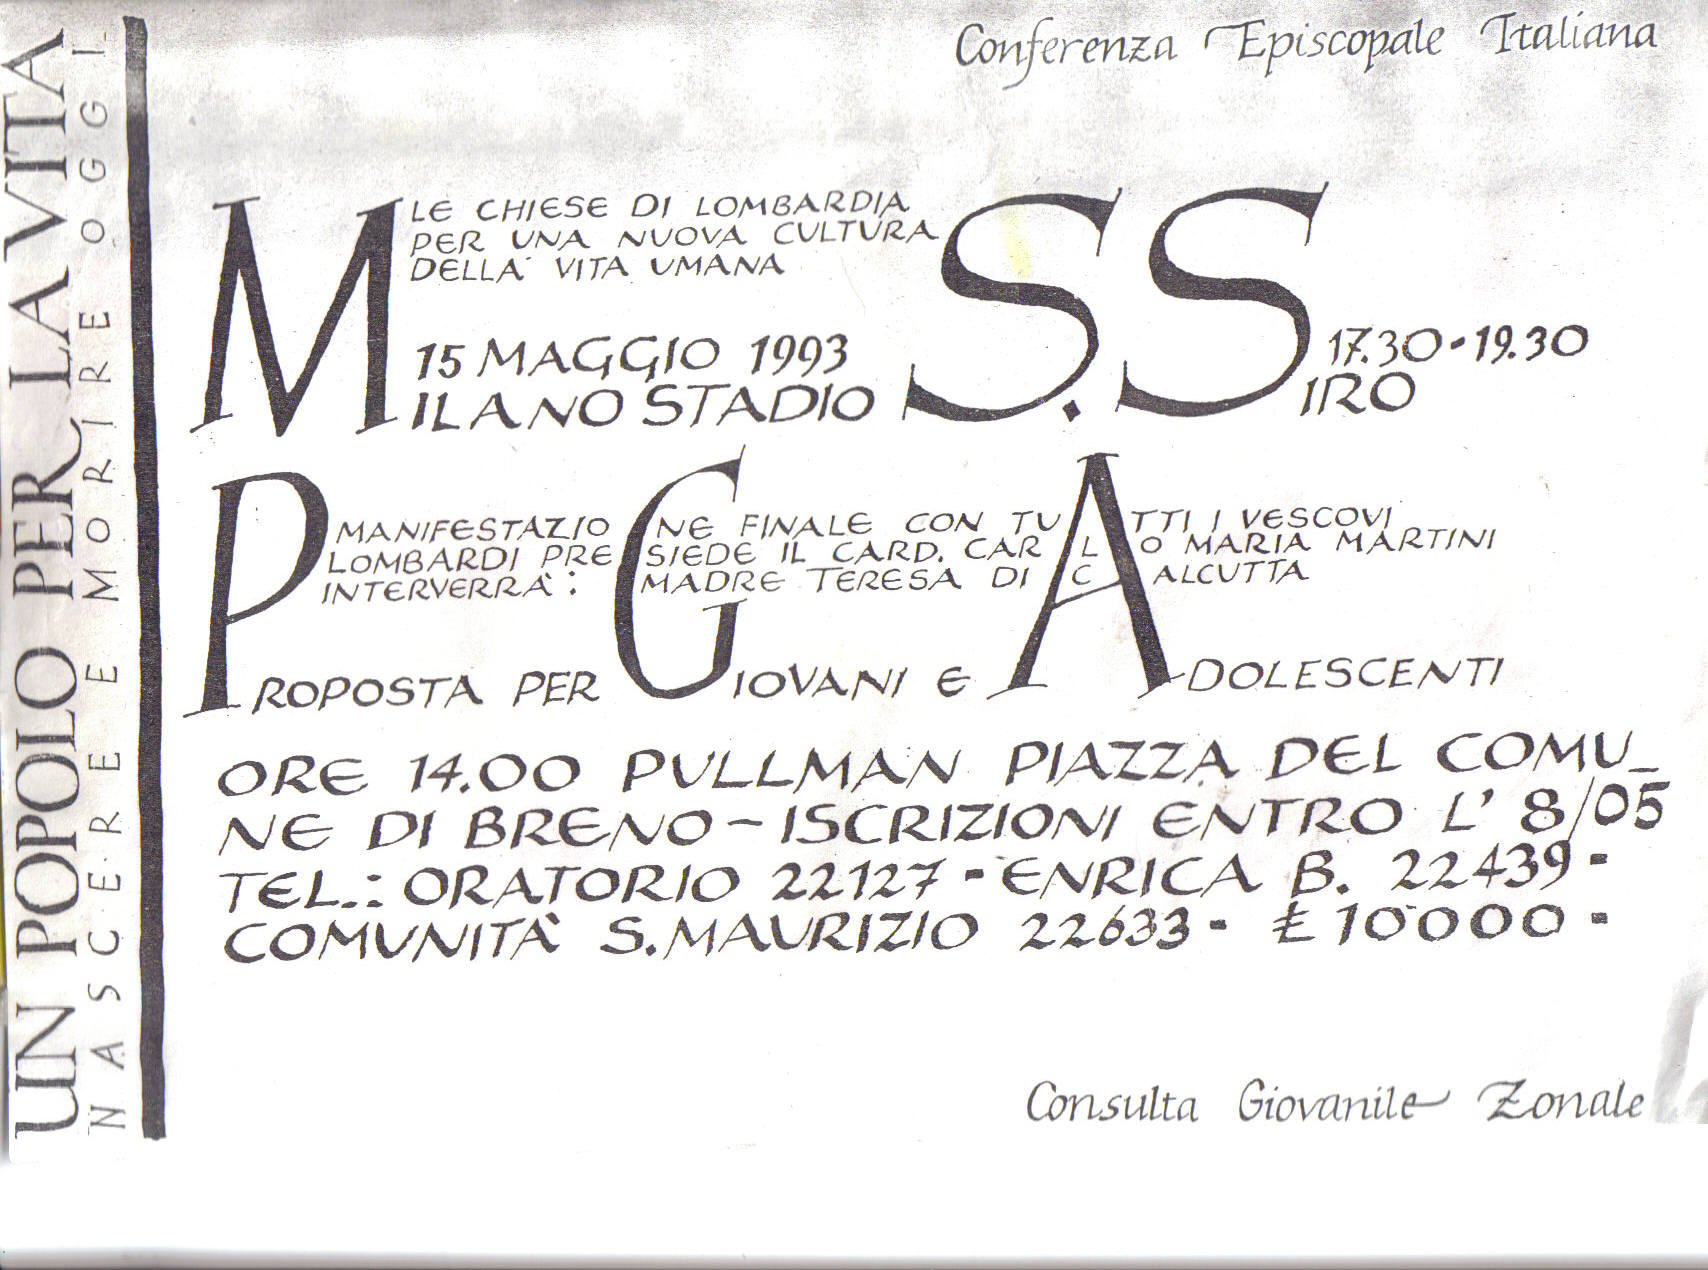 Conferenza Episcopale Italiana
UN POPOLO PER LA VITA
NASCERE E MORIRE OGGI
LE CHIESE DI LOMBARDIA
PER UNA NUOVA CULTURA
DELLA VITA UMANA
15 MAGGIO 1993 17.30-19.30
MILANO STADIO S. SIRO
MANIFESTAZIONE FINALE CON TUTTI I VESCOVI
LOMBARDI PRESIEDE IL CARD. CARLO MARIA MARTINI
INTERVERRÀ: MADRE TERESA DI CALCUTTA
PROPOSTA PER GIOVANI E ADOLESCENTI
ORE 14.00 PULLMAN PIAZZA DEL COMU_
NE DI BRENO - ISCRIZIONI ENTRO L' 8/05
TEL.: ORATORIO 22127 - ENRICA B. 22439 -
COMUNITÀ S. MAURIZIO 22633 - £ 10000 -
Consulta Giovanile Zonale